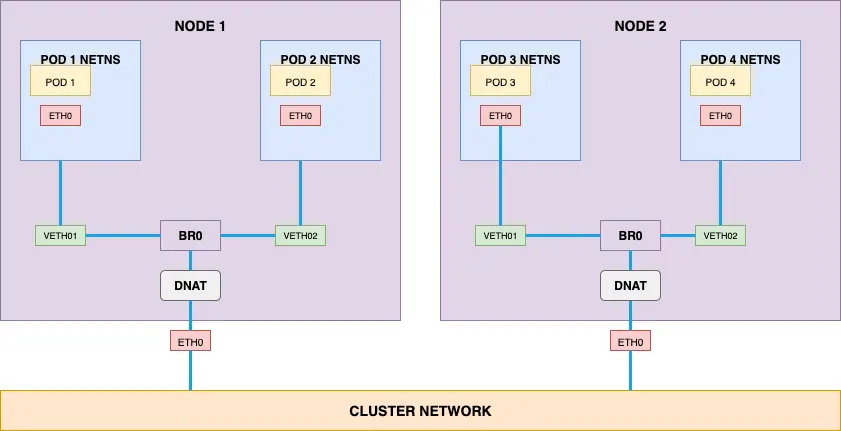 NODE 1
NODE 2
POD 1 NETNS
POD 2 NETNS
POD 3 NETNS
POD 4 NETNS
POD 1
POD 2
POD 3
POD 4
ETH0
ETH0
ETH0
ETH0
VETH01
BR0
VETH02
VETH01
BR0
VETH02
DNAT
DNAT
ETH0
ETH0
CLUSTER NETWORK